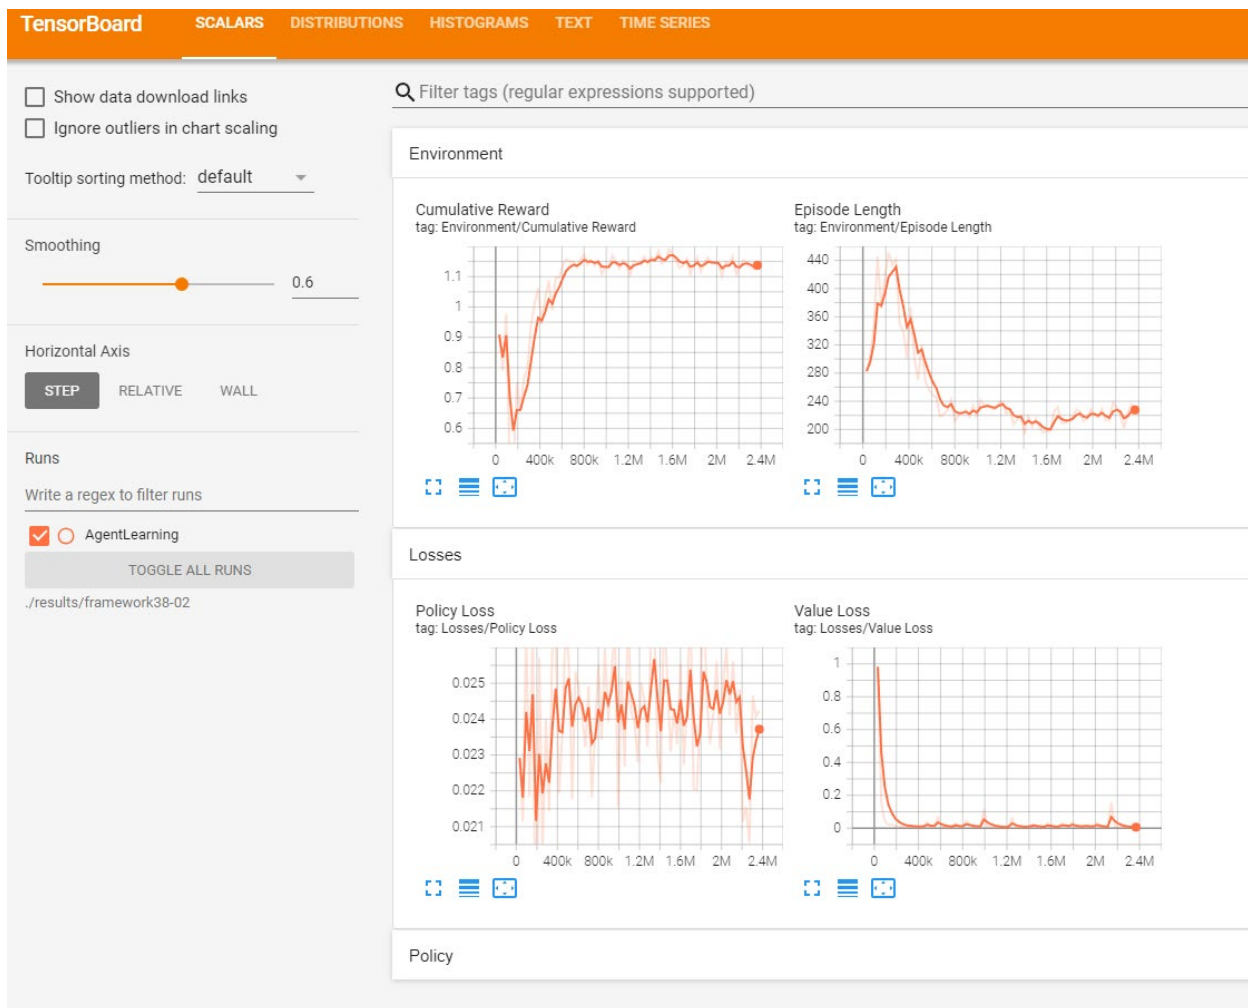 TensorBoard SCALARS DISTRIBUTIONS HISTOGRAMS TEXT TIME SERIES
Show data download links
Ignore outliers in chart scaling
Tooltip sorting method: default
Smoothing
0.6
Horizontal Axis
STEP RELATIVE WALL
Runs
Write a regex to filter runs
AgentLearning
TOGGLE ALL RUNS
./results/framework38-02
Filter tags (regular expressions supported)
Environment
Cumulative Reward
tag: Environment/Cumulative Reward
1.1
1
0.9
0.8
0.7
0.6
0 400k 800k 1.2M 1.6M 2M 2.4M
Episode Length
tag: Environment/Episode Length
440
400
360
320
280
240
200
0 400k 800k 1.2M 1.6M 2M 2.4M
Losses
Policy Loss
tag: Losses/Policy Loss
0.025
0.024
0.023
0.022
0.021
0 400k 800k 1.2M 1.6M 2M 2.4M
Value Loss
tag: Losses/Value Loss
1
0.8
0.6
0.4
0.2
0
0 400k 800k 1.2M 1.6M 2M 2.4M
Policy